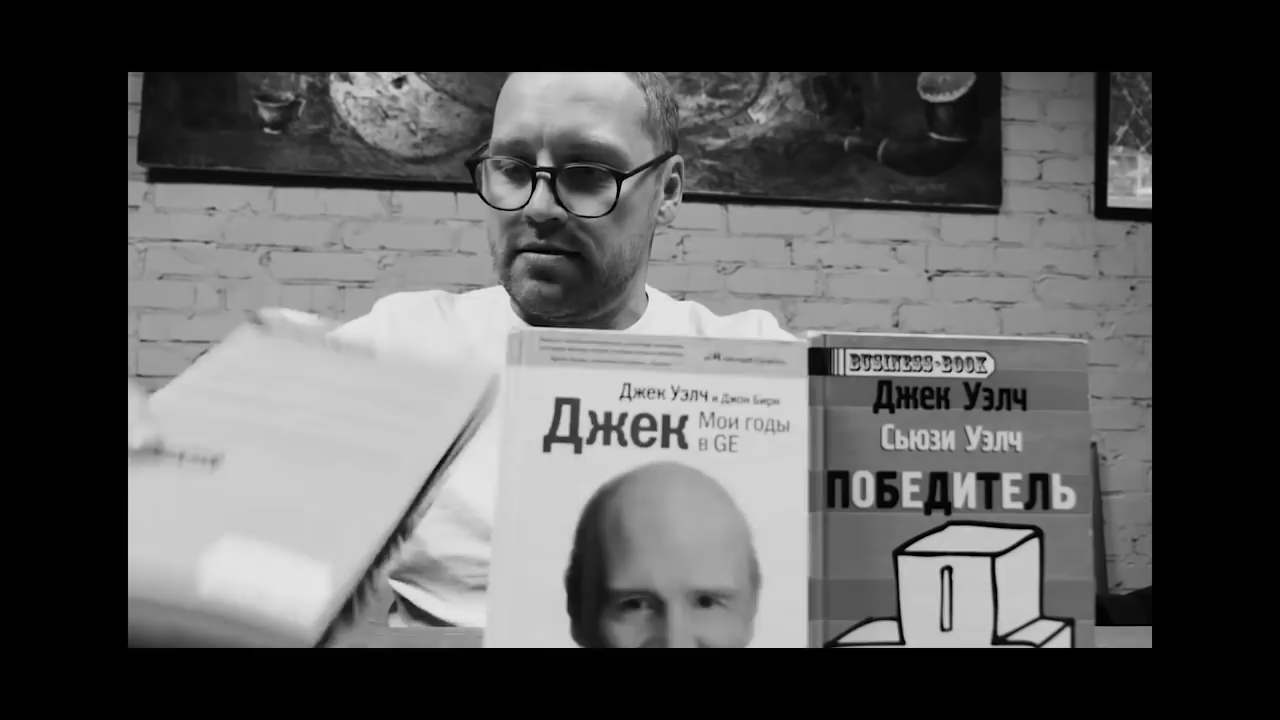 Джек Уэлч и Джон Бирн
Джек
Мои годы
в GE
BUSINESS•BOOK
Джек Уэлч
Сьюзи Уэлч
ПОБЕДИТЕЛЬ